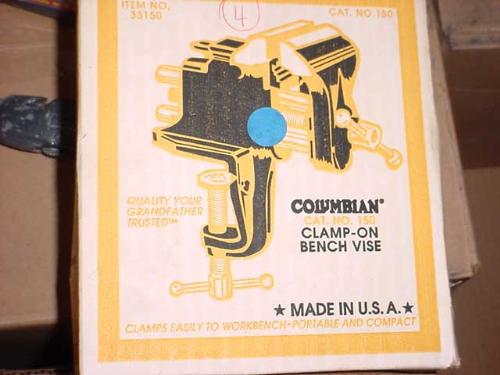 ITEM NO.
33150
4
CAT. NO. 150
QUALITY YOUR
GRANDFATHER
TRUSTED™
COLUMBIAN®
CAT. NO. 150
CLAMP-ON
BENCH VISE
★ MADE IN U.S.A. ★
CLAMPS EASILY TO WORKBENCH-PORTABLE AND COMPACT